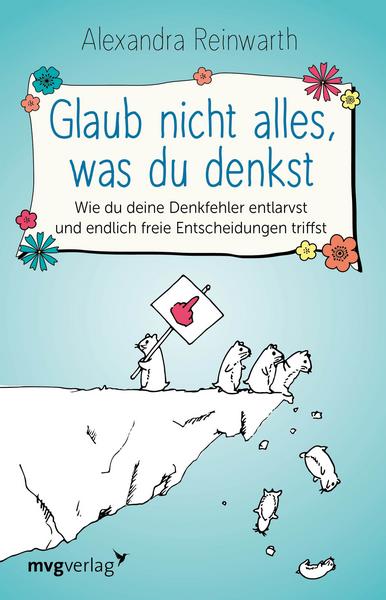 Alexandra Reinwarth
Glaub nicht alles,
was du denkst
Wie du deine Denkfehler entlarvst
und endlich freie Entscheidungen triffst
mvgverlag